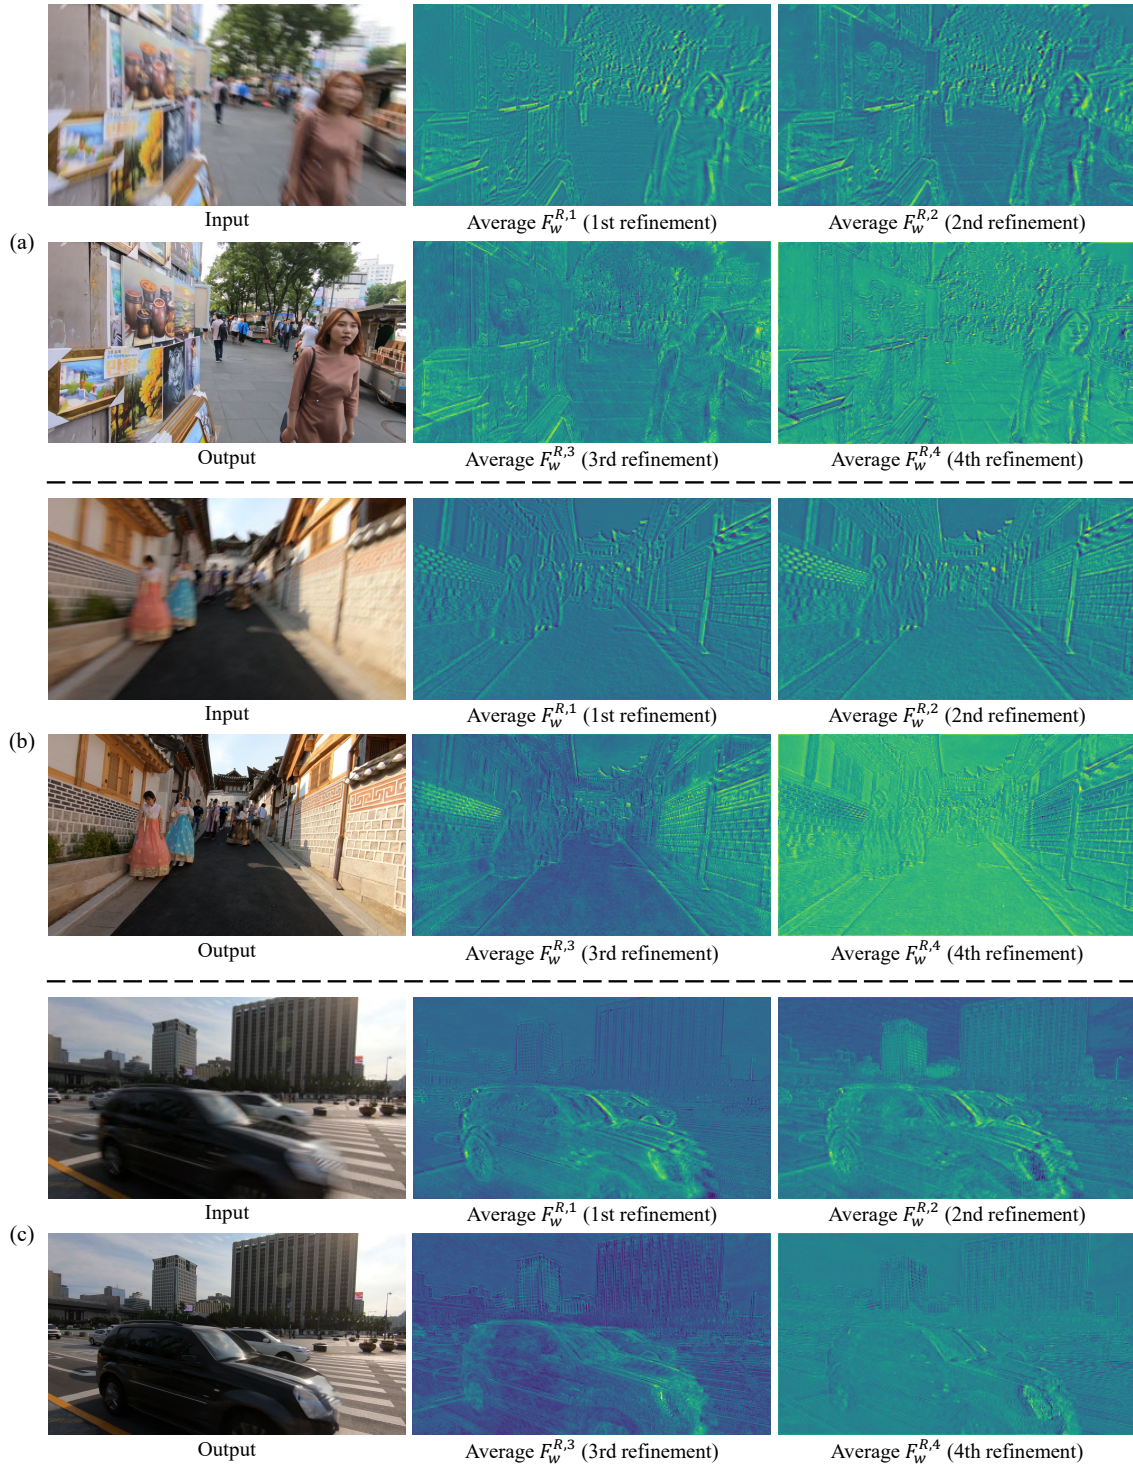 Input
Average $F_w^{R,1}$ (1st refinement)
Average $F_w^{R,2}$ (2nd refinement)
(a)
Output
Average $F_w^{R,3}$ (3rd refinement)
Average $F_w^{R,4}$ (4th refinement)
Input
Average $F_w^{R,1}$ (1st refinement)
Average $F_w^{R,2}$ (2nd refinement)
(b)
Output
Average $F_w^{R,3}$ (3rd refinement)
Average $F_w^{R,4}$ (4th refinement)
Input
Average $F_w^{R,1}$ (1st refinement)
Average $F_w^{R,2}$ (2nd refinement)
(c)
Output
Average $F_w^{R,3}$ (3rd refinement)
Average $F_w^{R,4}$ (4th refinement)